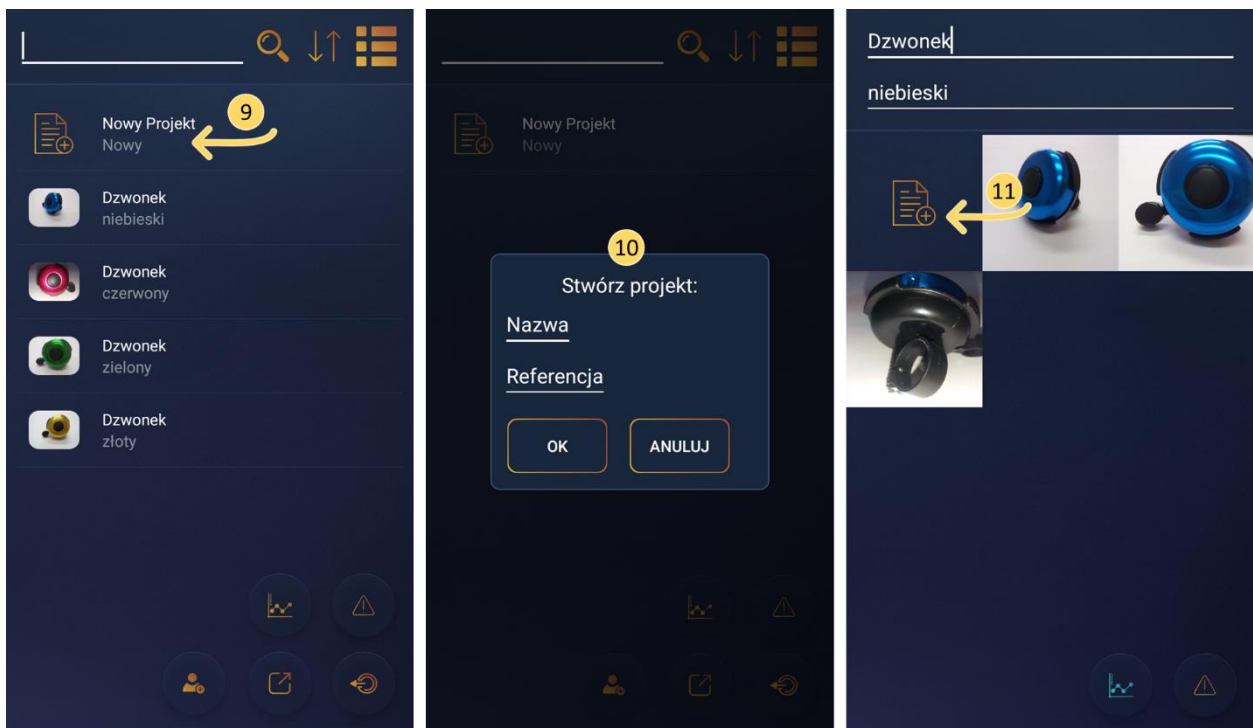 Nowy Projekt
Nowy
9
Dzwonek
niebieski
Dzwonek
czerwony
Dzwonek
zielony
Dzwonek
złoty
Nowy Projekt
Nowy
10
Stwórz projekt:
Nazwa
Referencja
OK
ANULUJ
Dzwonek
niebieski
11